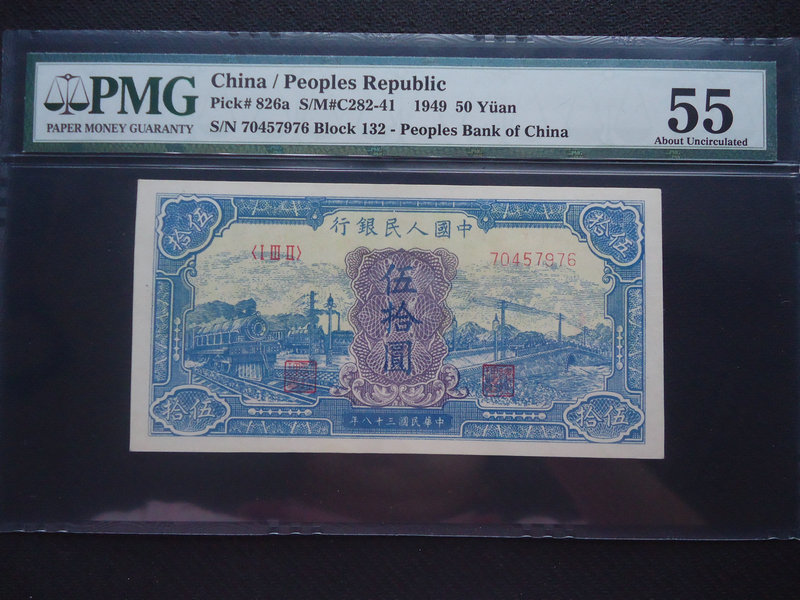 PMG
PAPER MONEY GUARANTY
China / Peoples Republic
Pick# 826a S/M#C282-41 1949 50 Yüan
S/N 70457976 Block 132 - Peoples Bank of China
55
About Uncirculated
伍拾
行銀民人國中
伍拾
〈I III II〉
70457976
伍拾圓
拾伍
年八十三國民華中
拾伍